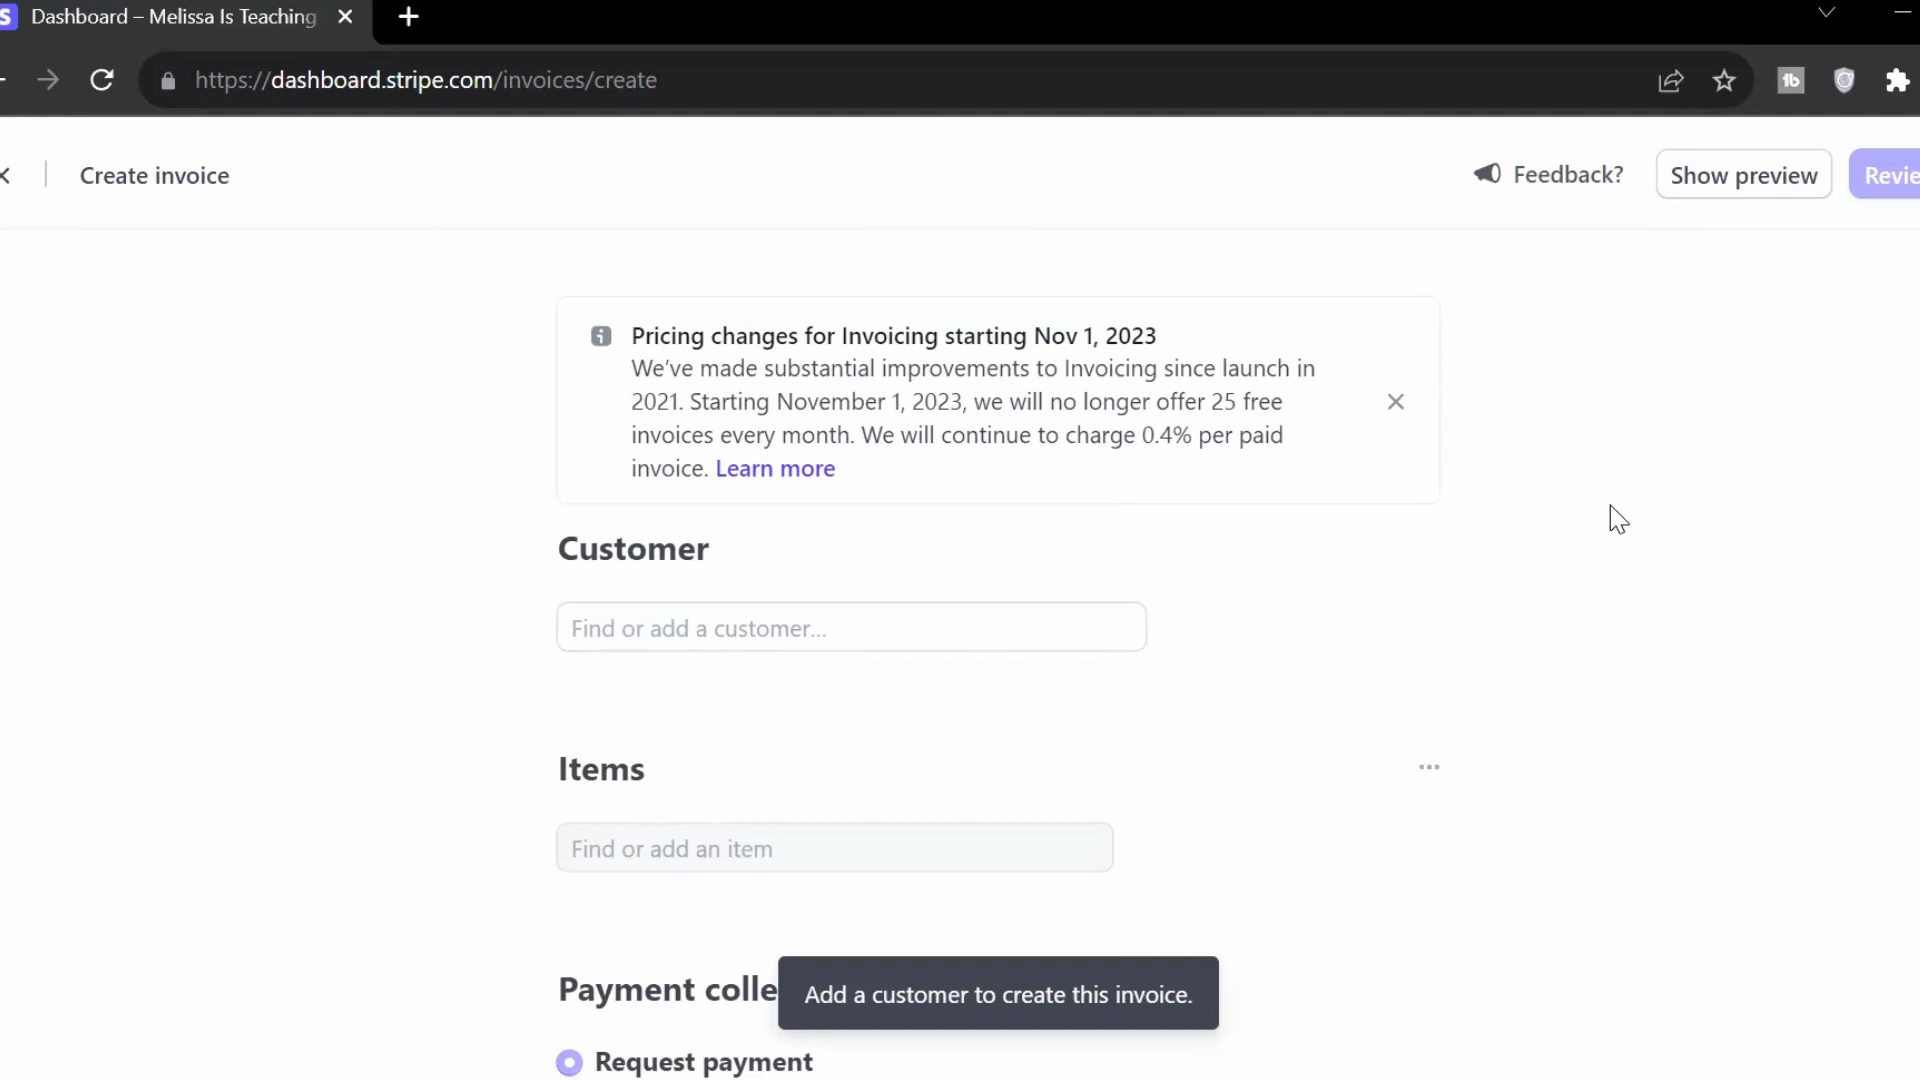 S Dashboard – Melissa Is Teaching
https://dashboard.stripe.com/invoices/create
Create invoice
Feedback?
Show preview
Revie
Pricing changes for Invoicing starting Nov 1, 2023
We’ve made substantial improvements to Invoicing since launch in
2021. Starting November 1, 2023, we will no longer offer 25 free
invoices every month. We will continue to charge 0.4% per paid
invoice. Learn more
Customer
Find or add a customer...
Items
Find or add an item
Payment colle
Add a customer to create this invoice.
Request payment